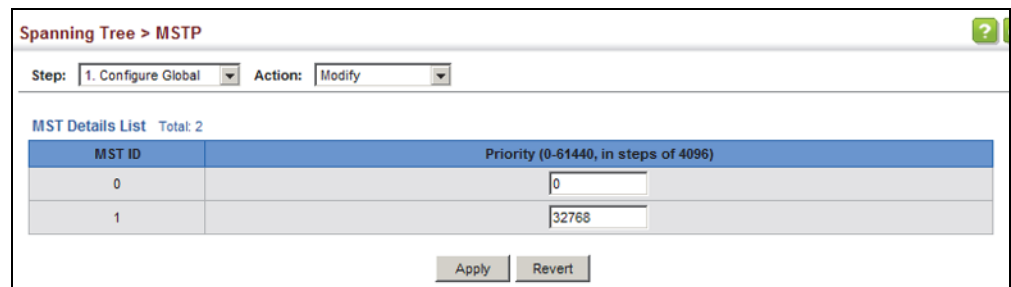 Spanning Tree > MSTP
?
Step: 1. Configure Global Action: Modify
MST Details List Total: 2
MST ID Priority (0-61440, in steps of 4096)
0 0
1 32768
Apply Revert